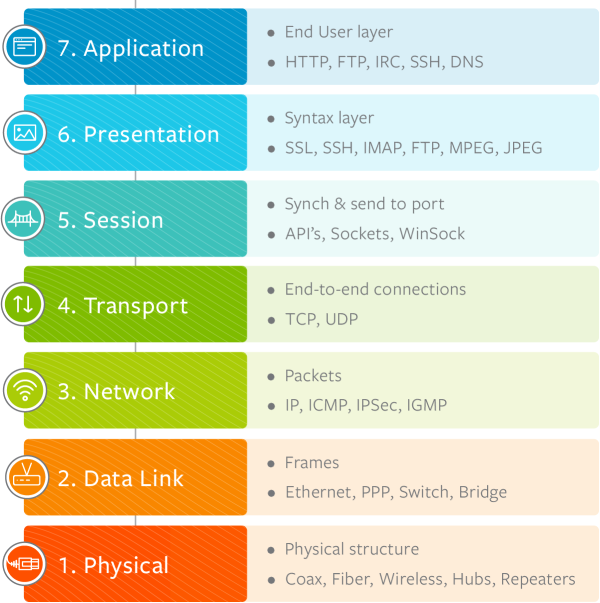 7. Application
End User layer
HTTP, FTP, IRC, SSH, DNS
6. Presentation
Syntax layer
SSL, SSH, IMAP, FTP, MPEG, JPEG
5. Session
Synch & send to port
API's, Sockets, WinSock
4. Transport
End-to-end connections
TCP, UDP
3. Network
Packets
IP, ICMP, IPSec, IGMP
2. Data Link
Frames
Ethernet, PPP, Switch, Bridge
1. Physical
Physical structure
Coax, Fiber, Wireless, Hubs, Repeaters